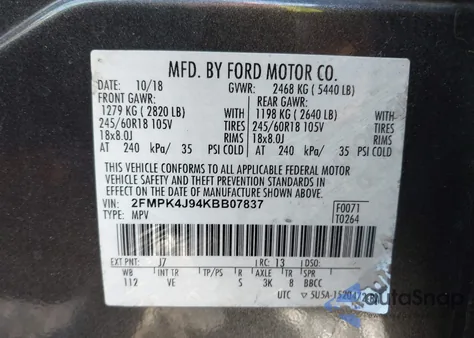 MFD. BY FORD MOTOR CO.
DATE: 10/18 GVWR: 2468 KG ( 5440 LB)
FRONT GAWR: REAR GAWR:
1279 KG ( 2820 LB) WITH 1198 KG ( 2640 LB) WITH
245/60R18 105V TIRES 245/60R18 105V TIRES
18x8.0J RIMS 18x8.0J RIMS
AT 240 kPa/ 35 PSI COLD AT 240 kPa/ 35 PSI COLD
THIS VEHICLE CONFORMS TO ALL APPLICABLE FEDERAL MOTOR
VEHICLE SAFETY AND THEFT PREVENTION STANDARDS IN
EFFECT ON THE DATE OF MANUFACTURE SHOWN ABOVE.
VIN: 2FMPK4J94KBB07837 F0071
TYPE: MPV T0264
EXT PNT: J7 RC: 13 DSO:
WB INT TR TP/PS R AXLE TR SPR
112 VE S 3K 8 BBCC
UTC
autoSnap